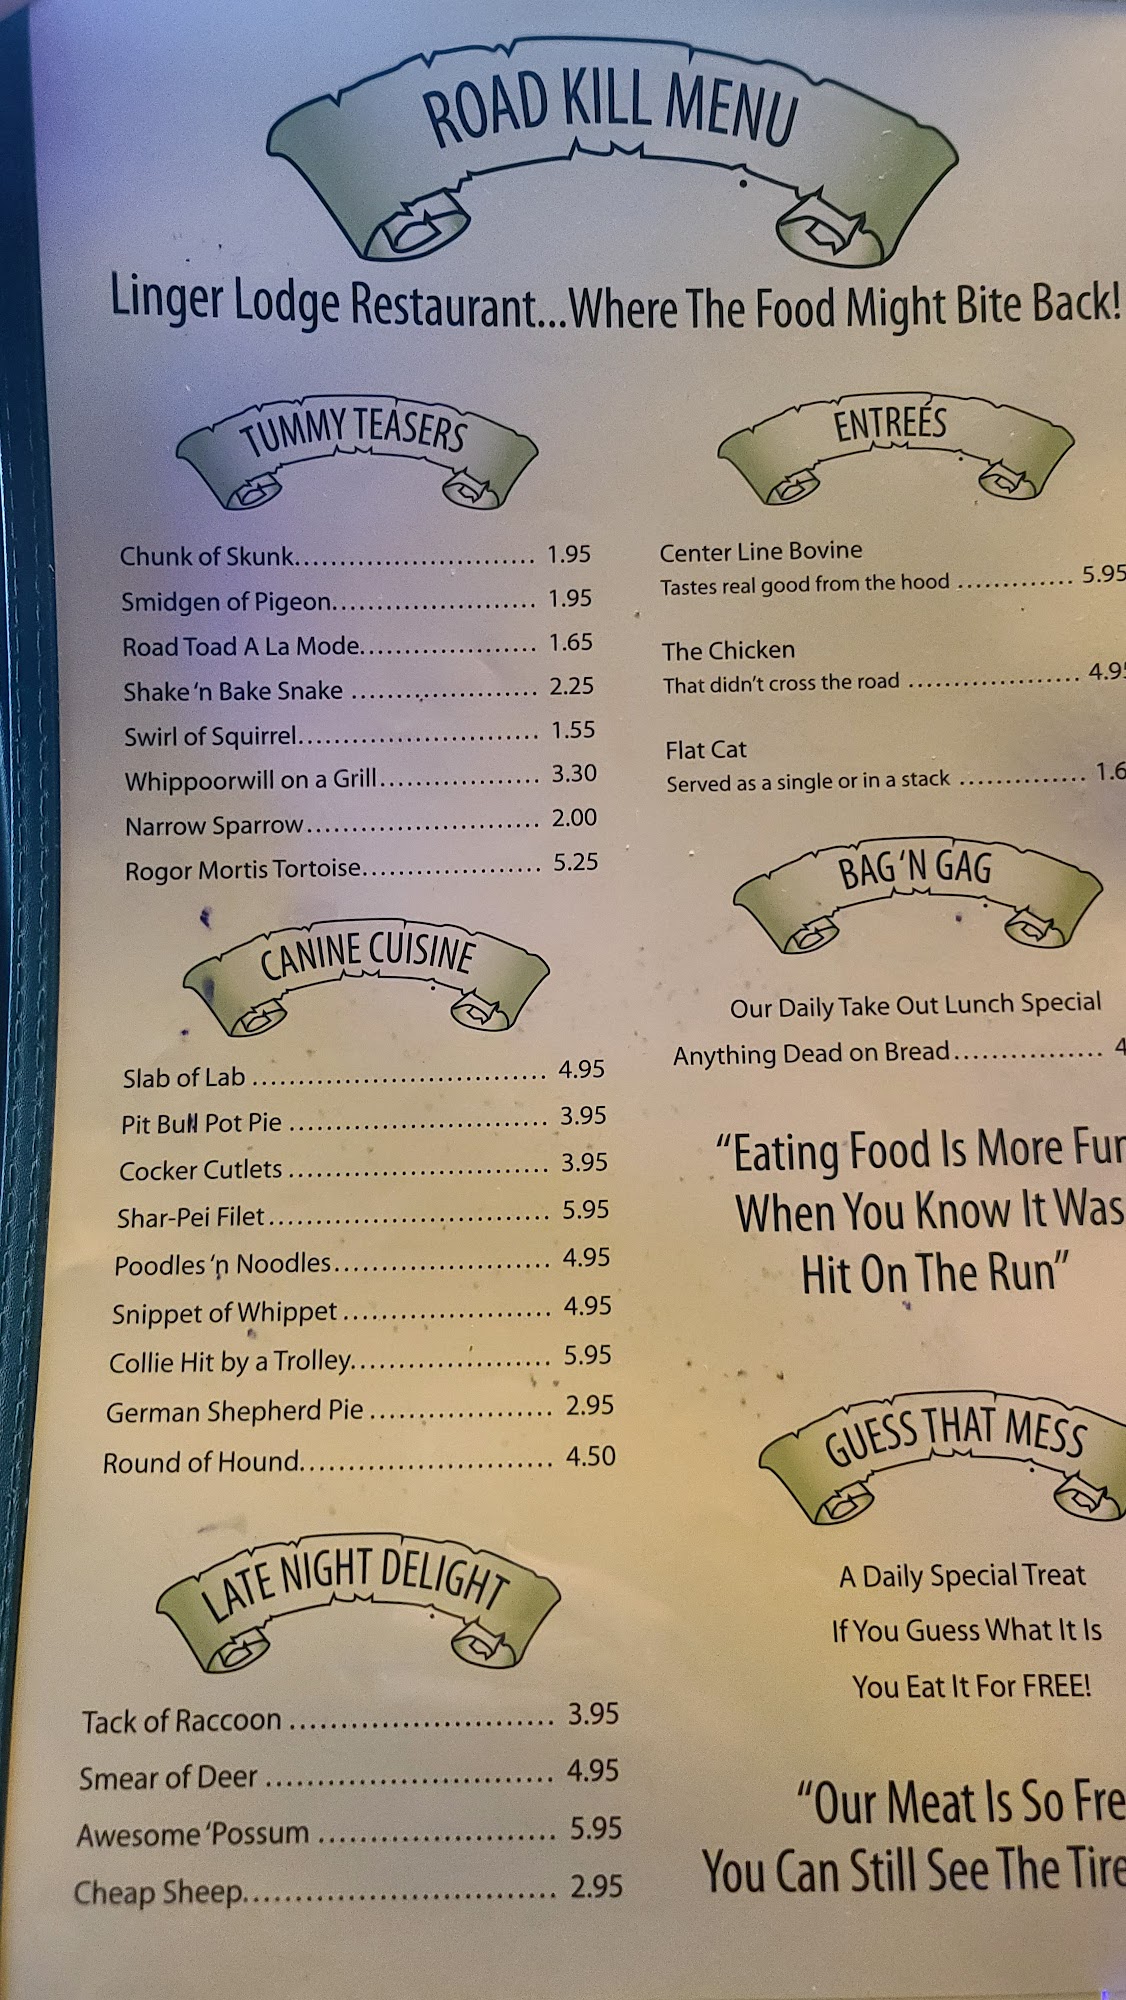 ROAD KILL MENU
Linger Lodge Restaurant...Where The Food Might Bite Back!
TUMMY TEASERS
Chunk of Skunk........................... 1.95
Smidgen of Pigeon....................... 1.95
Road Toad A La Mode.................... 1.65
Shake 'n Bake Snake ..................... 2.25
Swirl of Squirrel........................... 1.55
Whippoorwill on a Grill.................. 3.30
Narrow Sparrow.......................... 2.00
Rogor Mortis Tortoise.................... 5.25
CANINE CUISINE
Slab of Lab ................................ 4.95
Pit Bull Pot Pie ............................ 3.95
Cocker Cutlets ............................ 3.95
Shar-Pei Filet.............................. 5.95
Poodles 'n Noodles....................... 4.95
Snippet of Whippet ...................... 4.95
Collie Hit by a Trolley..................... 5.95
German Shepherd Pie ................... 2.95
Round of Hound.......................... 4.50
LATE NIGHT DELIGHT
Tack of Raccoon .......................... 3.95
Smear of Deer ............................ 4.95
Awesome 'Possum ....................... 5.95
Cheap Sheep.............................. 2.95
ENTREÉS
Center Line Bovine
Tastes real good from the hood ............. 5.95
The Chicken
That didn't cross the road ................... 4.95
Flat Cat
Served as a single or in a stack .............. 1.6
BAG 'N GAG
Our Daily Take Out Lunch Special
Anything Dead on Bread................. 4
"Eating Food Is More Fun
When You Know It Was
Hit On The Run"
GUESS THAT MESS
A Daily Special Treat
If You Guess What It Is
You Eat It For FREE!
"Our Meat Is So Fre
You Can Still See The Tire